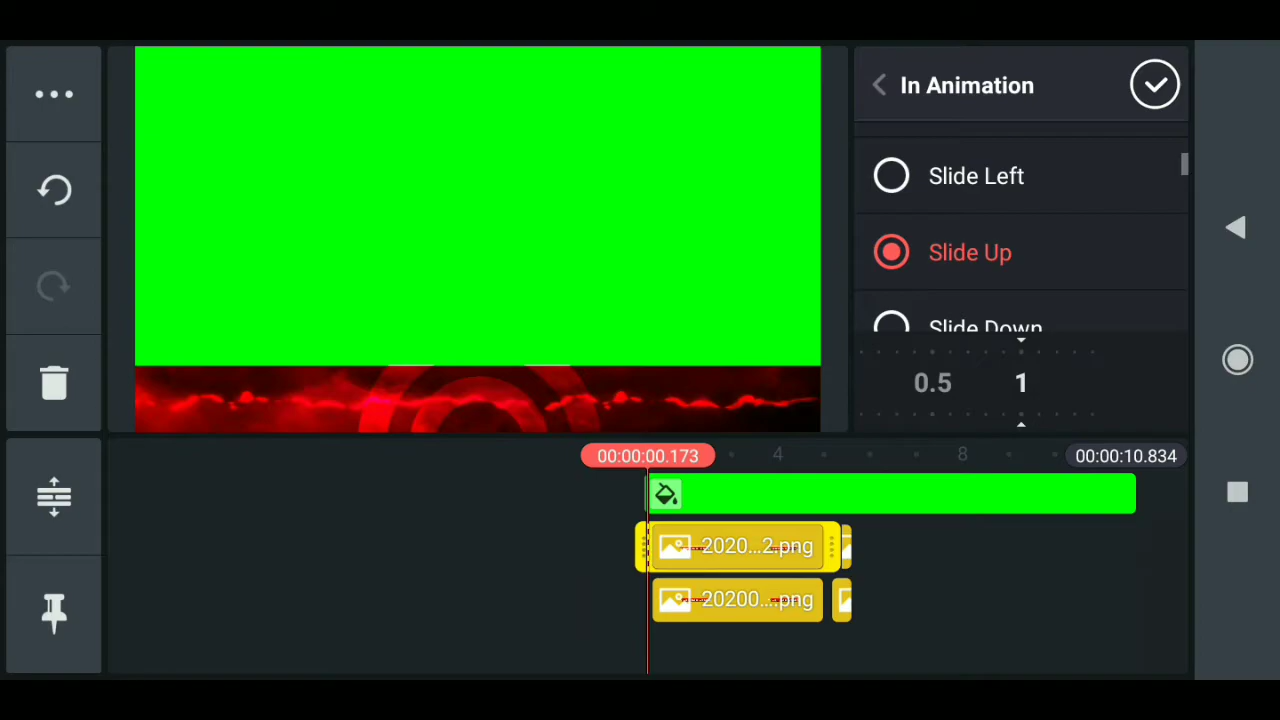 In Animation
Slide Left
Slide Up
Slide Down
0.5 1
00:00:00.173 4 8 00:00:10.834
2020...2.png
20200....png